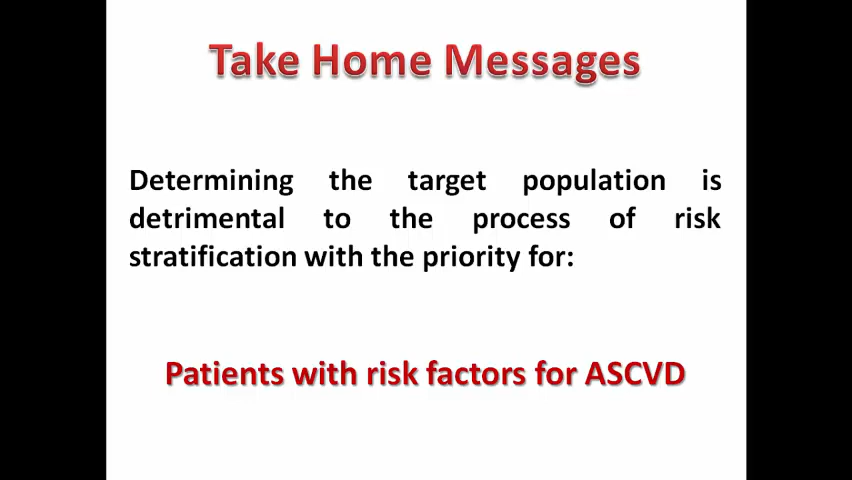 Take Home Messages
Determining the target population is
detrimental to the process of risk
stratification with the priority for:
Patients with risk factors for ASCVD